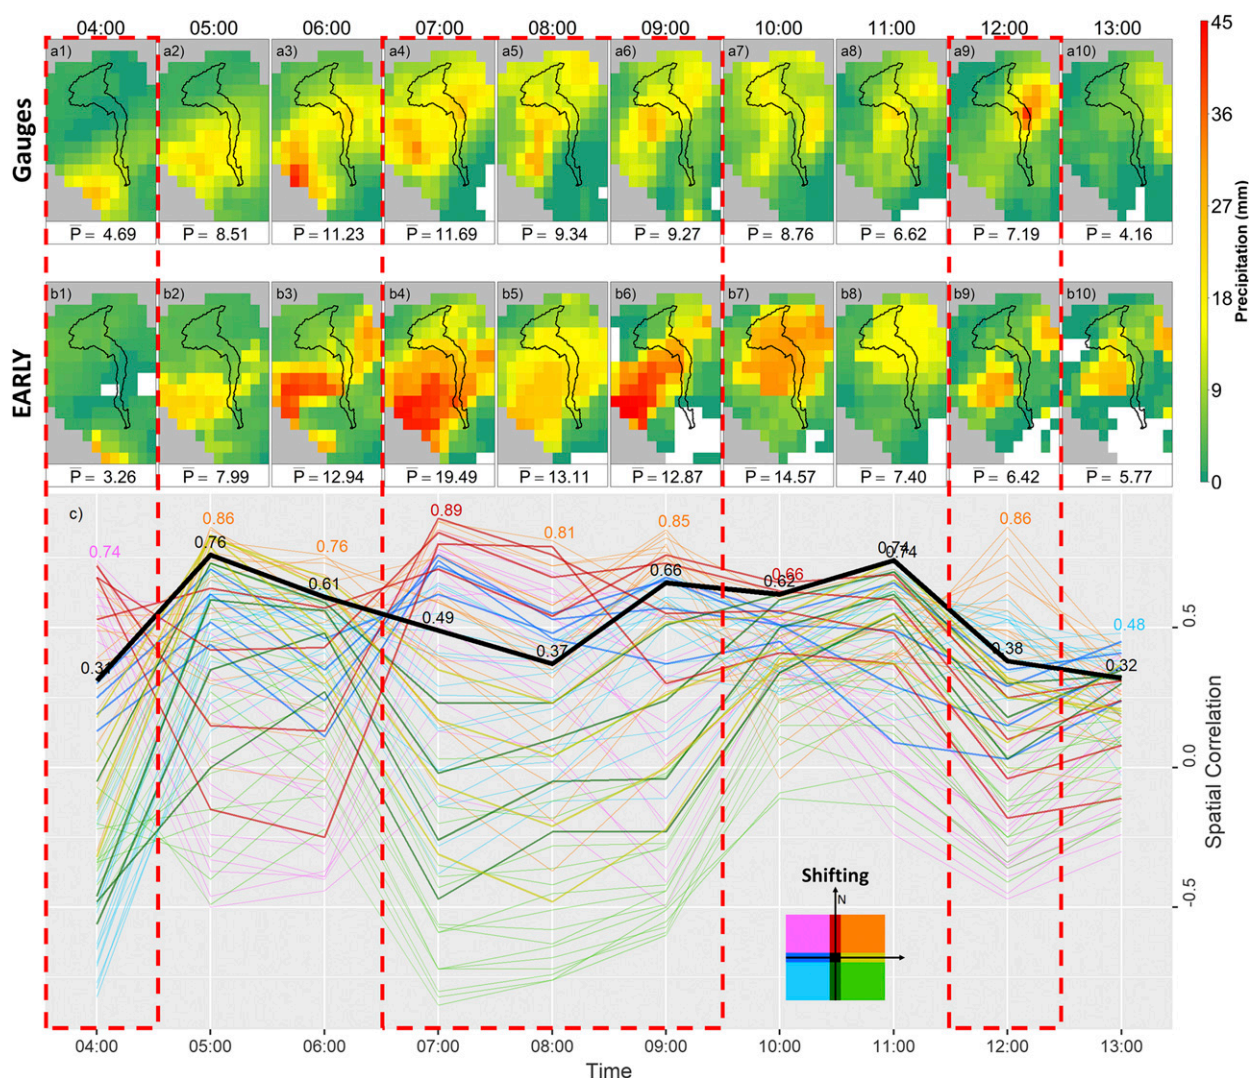 04:00 05:00 06:00 07:00 08:00 09:00 10:00 11:00 12:00 13:00
a1) a2) a3) a4) a5) a6) a7) a8) a9) a10)
Gauges
P̅ = 4.69 P̅ = 8.51 P̅ = 11.23 P̅ = 11.69 P̅ = 9.34 P̅ = 9.27 P̅ = 8.76 P̅ = 6.62 P̅ = 7.19 P̅ = 4.16
b1) b2) b3) b4) b5) b6) b7) b8) b9) b10)
EARLY
P̅ = 3.26 P̅ = 7.99 P̅ = 12.94 P̅ = 19.49 P̅ = 13.11 P̅ = 12.87 P̅ = 14.57 P̅ = 7.40 P̅ = 6.42 P̅ = 5.77
45
36
27
18
9
0
Precipitation (mm)
c)
0.74 0.86 0.76 0.89 0.81 0.85 0.66 0.74 0.86 0.48
0.31 0.76 0.61 0.49 0.37 0.66 0.62 0.74 0.38 0.32
0.5
0.0
-0.5
Spatial Correlation
Shifting
N
04:00 05:00 06:00 07:00 08:00 09:00 10:00 11:00 12:00 13:00
Time